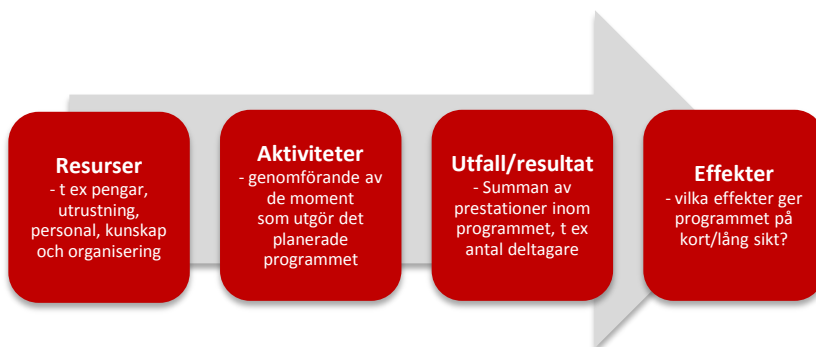 Resurser
- t ex pengar,
utrustning,
personal, kunskap
och organisering
Aktiviteter
- genomförande av
de moment
som utgör det
planerade
programmet
Utfall/resultat
- Summan av
prestationer inom
programmet, t ex
antal deltagare
Effekter
- vilka effekter ger
programmet på
kort/lång sikt?